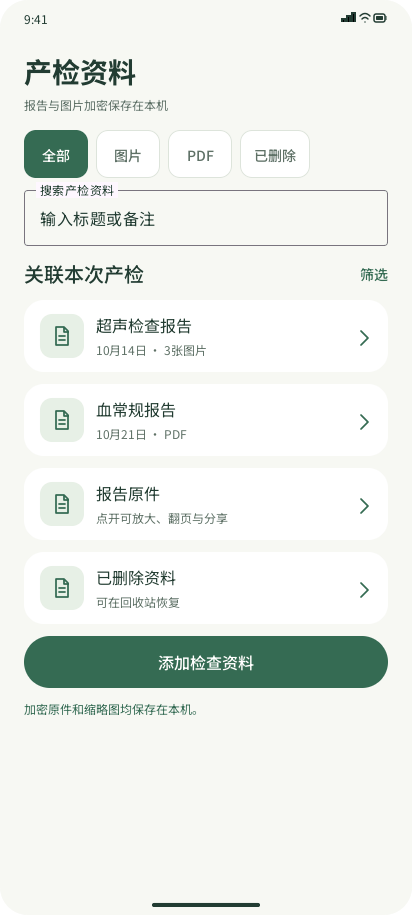 9:41
产检资料
报告与图片加密保存在本机
全部
图片
PDF
已删除
搜索产检资料
输入标题或备注
关联本次产检
筛选
超声检查报告
10月14日 · 3张图片
血常规报告
10月21日 · PDF
报告原件
点开可放大、翻页与分享
已删除资料
可在回收站恢复
添加检查资料
加密原件和缩略图均保存在本机。